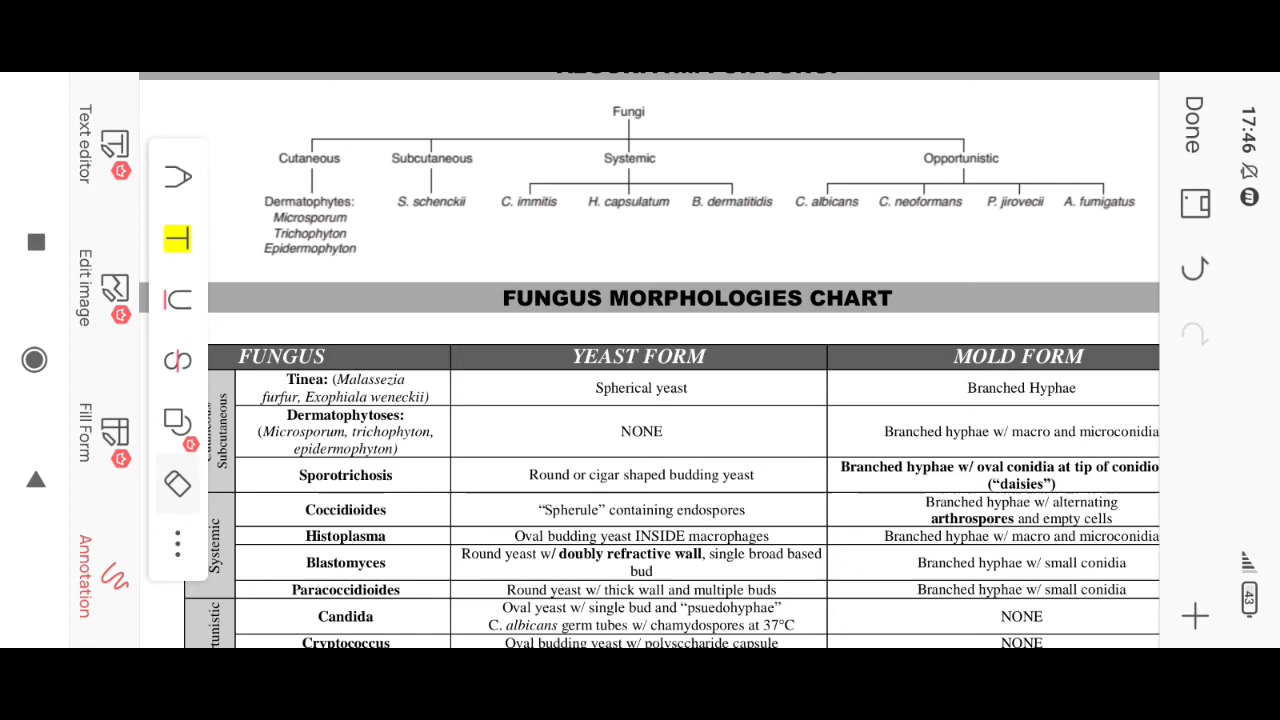 Fungi
Cutaneous Subcutaneous Systemic Opportunistic
Dermatophytes: S. schenckii C. immitis H. capsulatum B. dermatitidis C. albicans C. neoformans P. jirovecii A. fumigatus
Microsporum
Trichophyton
Epidermophyton
FUNGUS MORPHOLOGIES CHART
FUNGUS YEAST FORM MOLD FORM
Tinea: (Malassezia
furfur, Exophiala weneckii) Spherical yeast Branched Hyphae
Dermatophytoses:
(Microsporum, trichophyton, NONE Branched hyphae w/ macro and microconidia
epidermophyton)
Subcutaneous
Sporotrichosis Round or cigar shaped budding yeast Branched hyphae w/ oval conidia at tip of conidio
(“daisies”)
Systemic
Coccidioides “Spherule” containing endospores Branched hyphae w/ alternating
arthrospores and empty cells
Histoplasma Oval budding yeast INSIDE macrophages Branched hyphae w/ macro and microconidia
Blastomyces Round yeast w/ doubly refractive wall, single broad based
bud Branched hyphae w/ small conidia
Paracoccidioides Round yeast w/ thick wall and multiple buds Branched hyphae w/ small conidia
rtunistic
Candida Oval yeast w/ single bud and “psuedohyphae”
C. albicans germ tubes w/ chamydospores at 37°C NONE
Cryptococcus Oval budding yeast w/ polysccharide capsule NONE
Text editor
Edit image
Fill Form
Annotation
Done
17:46
43